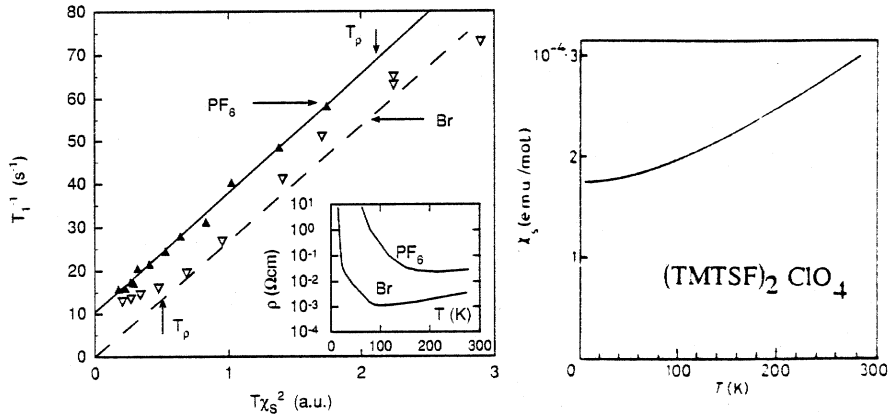 80
70
60
50
40
30
20
10
0
T₁⁻¹ (s⁻¹)
Tρ
PF₆
Br
Tρ
0
1
2
3
Tχₛ² (a.u.)
10¹
10⁰
10⁻¹
10⁻²
10⁻³
10⁻⁴
ρ (Ωcm)
PF₆
Br
T (K)
0
100
200
300
10⁻⁴·3
2
1
χₛ (emu/mol)
(TMTSF)₂ ClO₄
0
100
200
300
T (K)